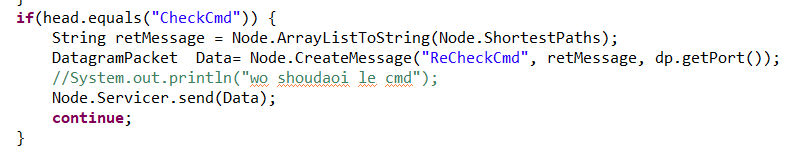 if(head.equals("CheckCmd")) {
String retMessage = Node.ArrayListToString(Node.ShortestPaths);
DatagramPacket  Data= Node.CreateMessage("ReCheckCmd", retMessage, dp.getPort());
//System.out.println("wo shoudaoi le cmd");
Node.Servicer.send(Data);
continue;
}